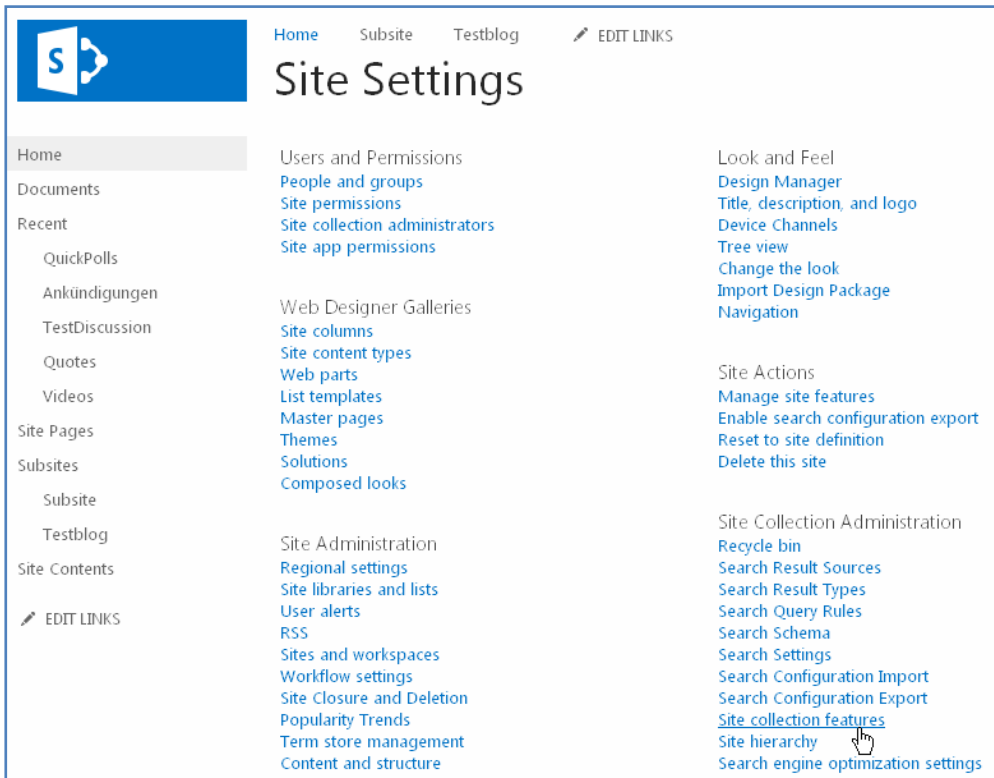 S
Home Subsite Testblog EDIT LINKS
Site Settings
Home
Documents
Recent
QuickPolls
Ankündigungen
TestDiscussion
Quotes
Videos
Site Pages
Subsites
Subsite
Testblog
Site Contents
EDIT LINKS
Users and Permissions
People and groups
Site permissions
Site collection administrators
Site app permissions
Web Designer Galleries
Site columns
Site content types
Web parts
List templates
Master pages
Themes
Solutions
Composed looks
Site Administration
Regional settings
Site libraries and lists
User alerts
RSS
Sites and workspaces
Workflow settings
Site Closure and Deletion
Popularity Trends
Term store management
Content and structure
Look and Feel
Design Manager
Title, description, and logo
Device Channels
Tree view
Change the look
Import Design Package
Navigation
Site Actions
Manage site features
Enable search configuration export
Reset to site definition
Delete this site
Site Collection Administration
Recycle bin
Search Result Sources
Search Result Types
Search Query Rules
Search Schema
Search Settings
Search Configuration Import
Search Configuration Export
Site collection features
Site hierarchy
Search engine optimization settings